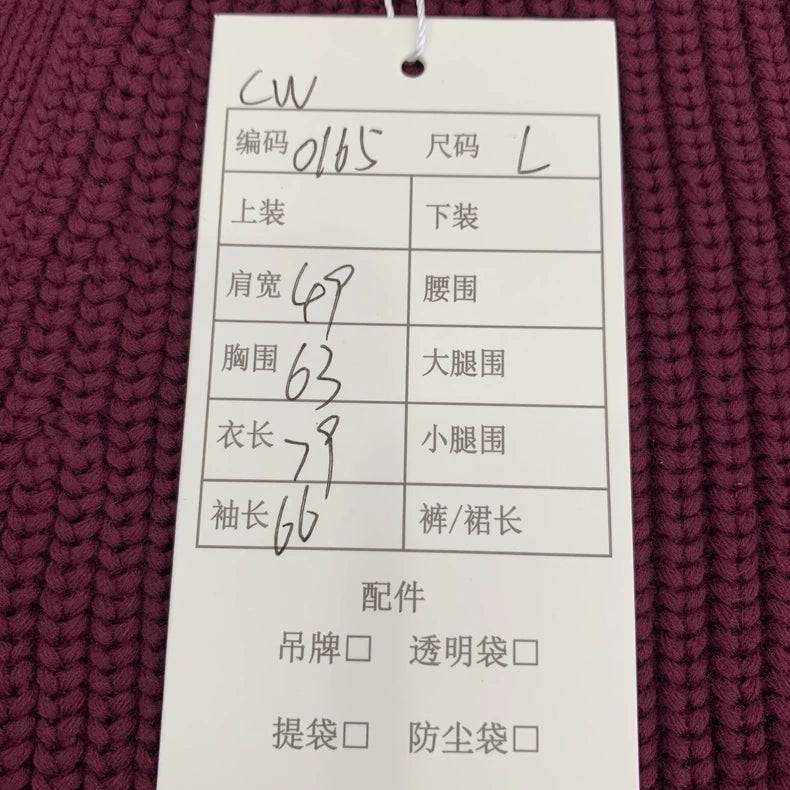 CW
编码 0165 尺码 L
上装 下装
肩宽 49 腰围
胸围 63 大腿围
衣长 79 小腿围
袖长 66 裤/裙长
配件
吊牌□ 透明袋□
提袋□ 防尘袋□